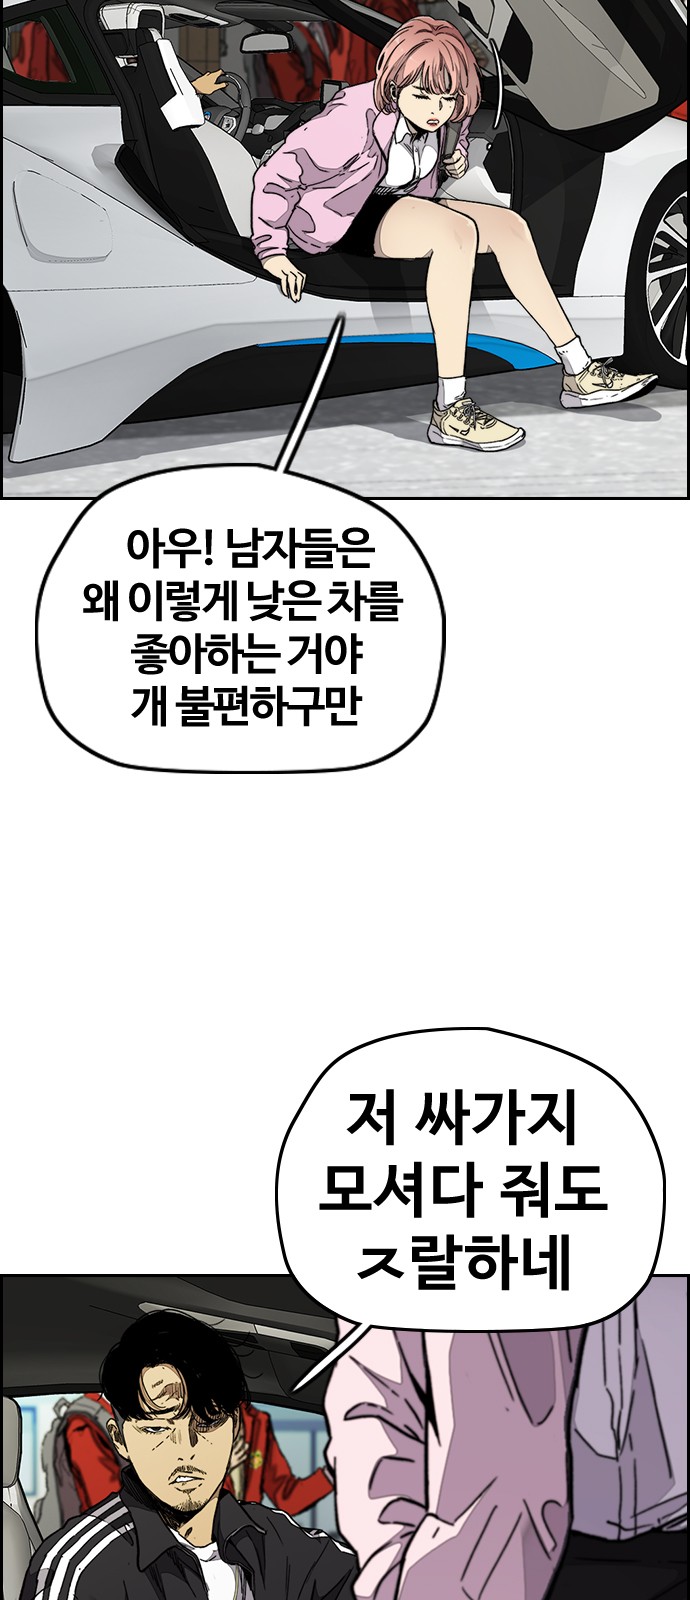 아우! 남자들은
왜 이렇게 낮은 차를
좋아하는 거야
개 불편하구만
저 싸가지
모셔다 줘도
ㅈ랄하네